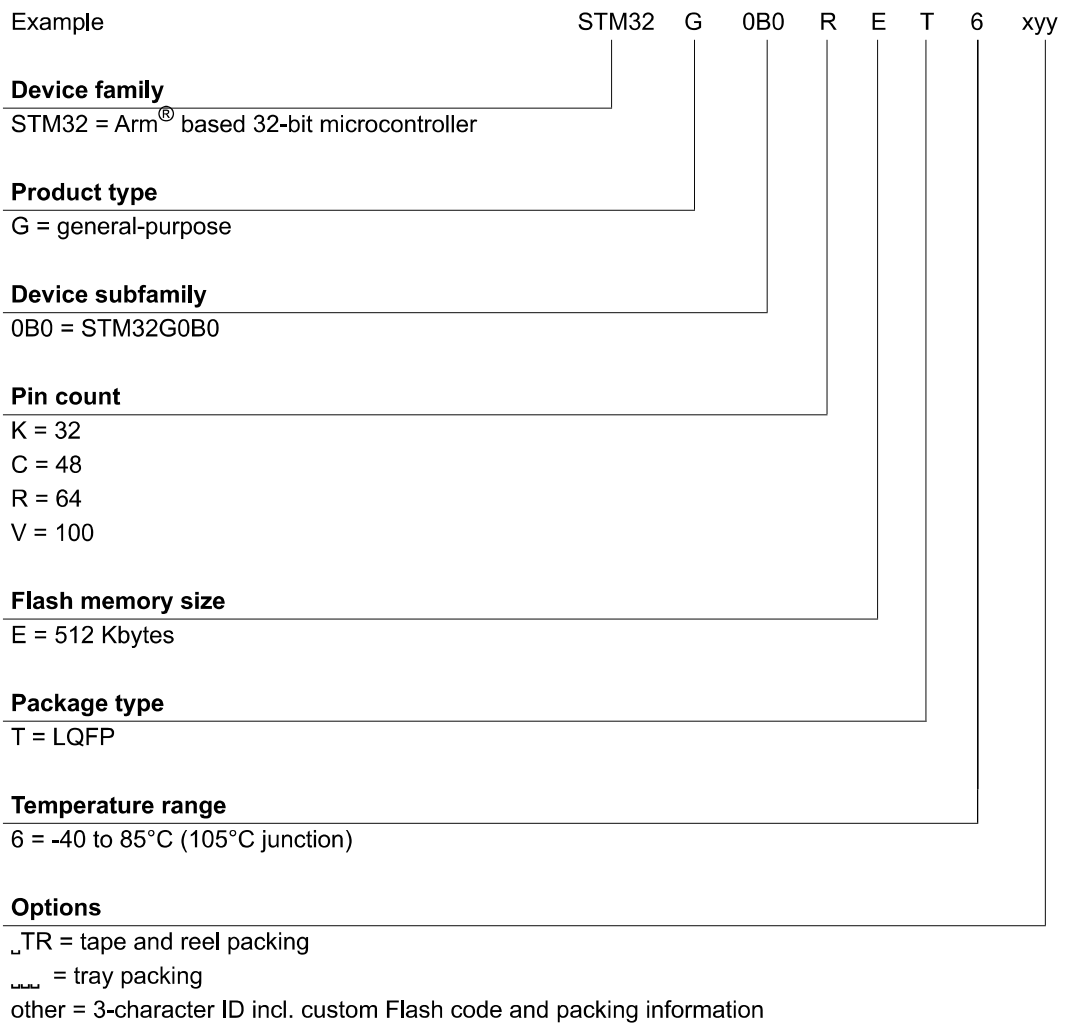 Example STM32 G 0B0 R E T 6 xyy
Device family
STM32 = Arm® based 32-bit microcontroller
Product type
G = general-purpose
Device subfamily
0B0 = STM32G0B0
Pin count
K = 32
C = 48
R = 64
V = 100
Flash memory size
E = 512 Kbytes
Package type
T = LQFP
Temperature range
6 = -40 to 85°C (105°C junction)
Options
␣TR = tape and reel packing
␣␣␣ = tray packing
other = 3-character ID incl. custom Flash code and packing information